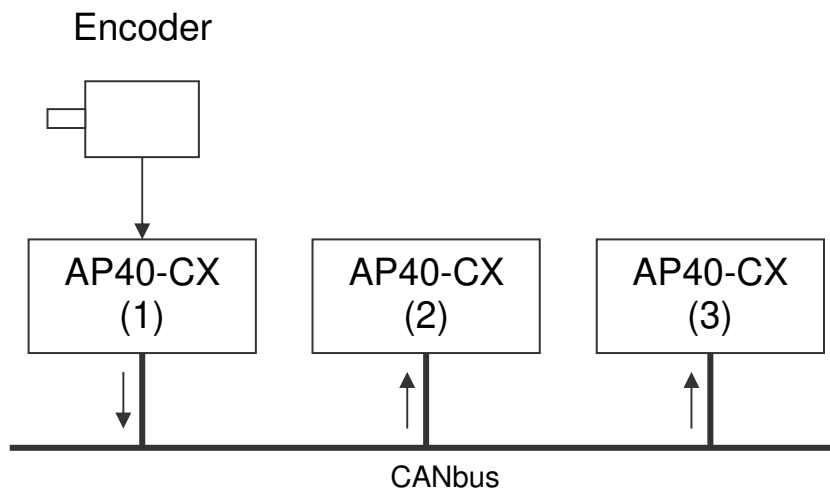 Encoder
AP40-CX
(1)
AP40-CX
(2)
AP40-CX
(3)
CANbus